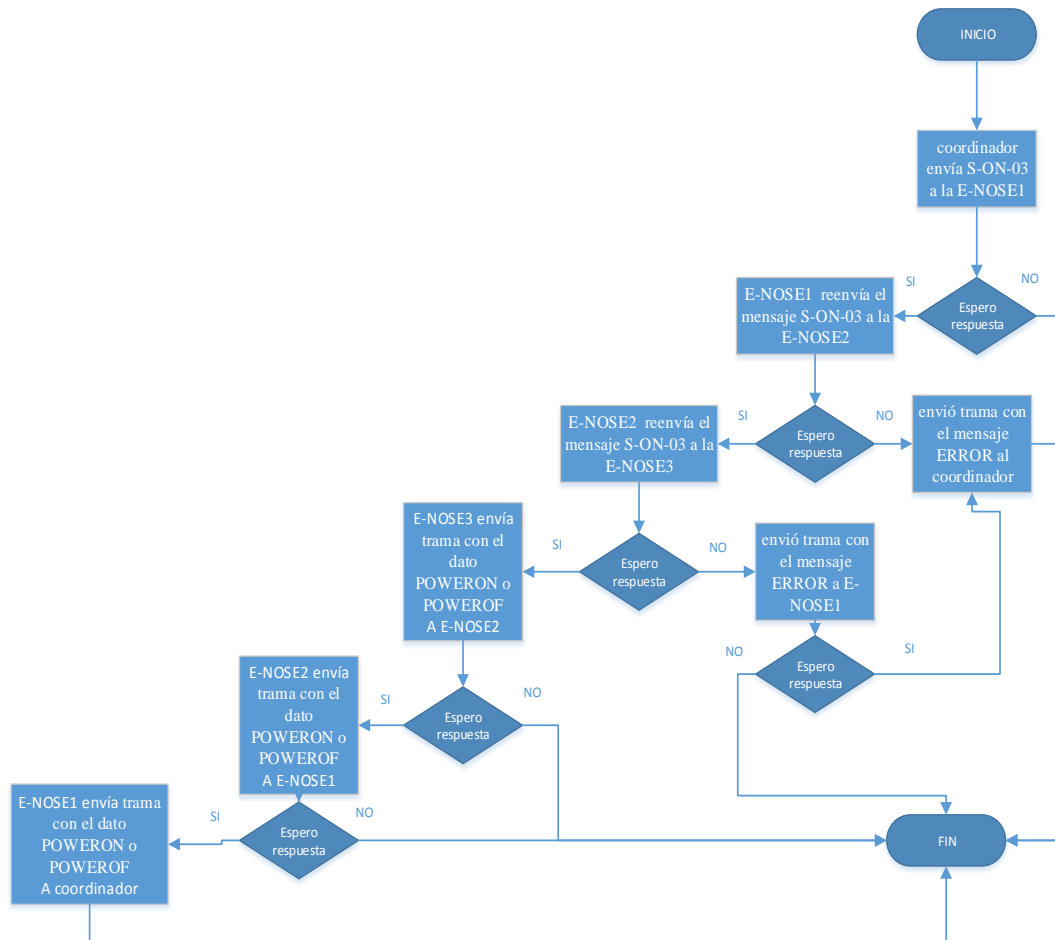 INICIO
coordinador
envía S-ON-03
a la E-NOSE1
SI
NO
Espero
respuesta
E-NOSE1 reenvía el
mensaje S-ON-03 a la
E-NOSE2
SI
NO
Espero
respuesta
envió trama con
el mensaje
ERROR al
coordinador
E-NOSE2 reenvía el
mensaje S-ON-03 a la
E-NOSE3
SI
NO
Espero
respuesta
envió trama con
el mensaje
ERROR a E-
NOSE1
E-NOSE3 envía
trama con el
dato
POWERON o
POWEROF
A E-NOSE2
NO
SI
Espero
respuesta
SI
NO
Espero
respuesta
E-NOSE2 envía
trama con el
dato
POWERON o
POWEROF
A E-NOSE1
SI
NO
Espero
respuesta
E-NOSE1 envía trama
con el dato
POWERON o
POWEROF
A coordinador
FIN